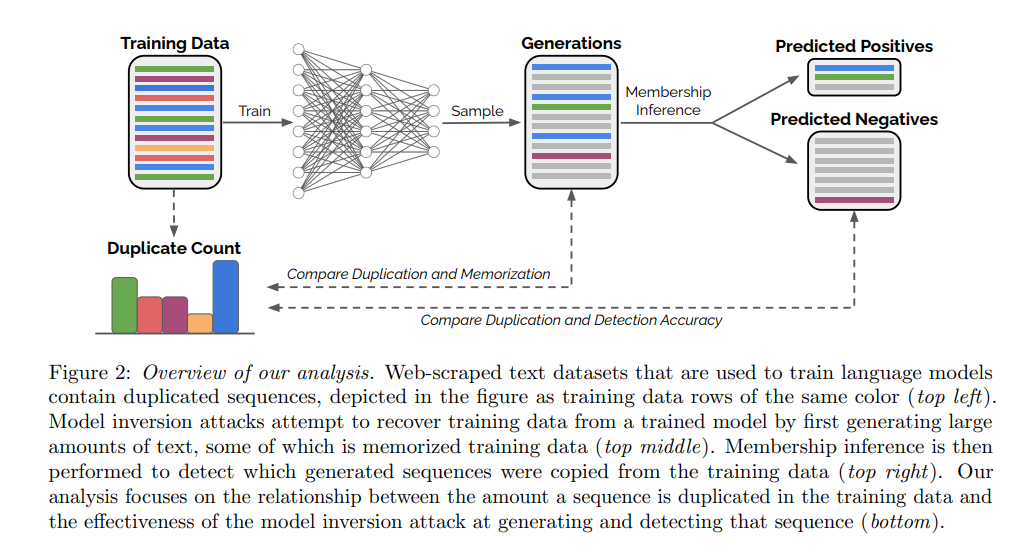 Training Data
Generations
Predicted Positives
Train
Sample
Membership
Inference
Predicted Negatives
Duplicate Count
Compare Duplication and Memorization
Compare Duplication and Detection Accuracy
Figure 2: Overview of our analysis. Web-scraped text datasets that are used to train language models
contain duplicated sequences, depicted in the figure as training data rows of the same color (top left).
Model inversion attacks attempt to recover training data from a trained model by first generating large
amounts of text, some of which is memorized training data (top middle). Membership inference is then
performed to detect which generated sequences were copied from the training data (top right). Our
analysis focuses on the relationship between the amount a sequence is duplicated in the training data and
the effectiveness of the model inversion attack at generating and detecting that sequence (bottom).